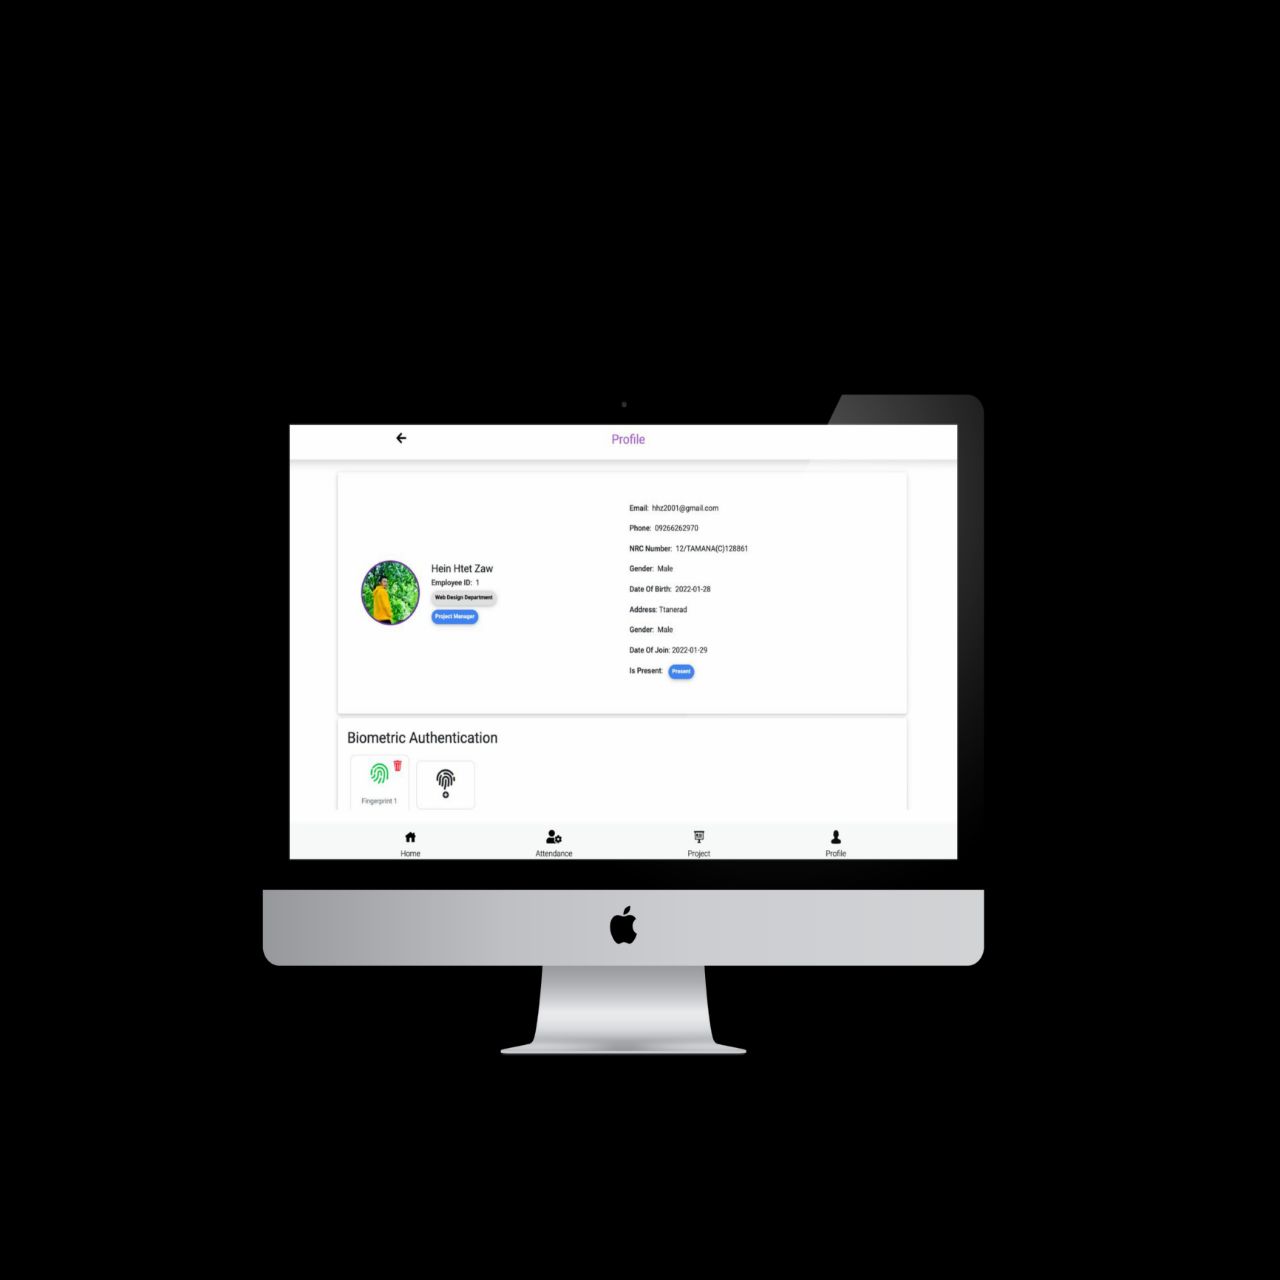 Profile
Hein Htet Zaw
Employee ID: 1
Web Design Department
Project Manager
Email: hhz2001@gmail.com
Phone: 09266262970
NRC Number: 12/TAMANA(C)128861
Gender: Male
Date Of Birth: 2022-01-28
Address: Ttanerad
Gender: Male
Date Of Join: 2022-01-29
Is Present: Present
Biometric Authentication
Fingerprint 1
Home
Attendance
Project
Profile